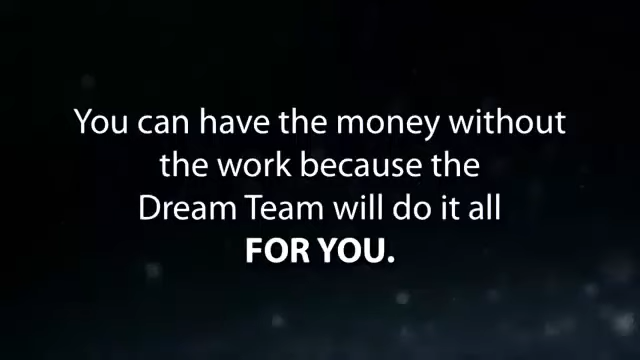 You can have the money without
the work because the
Dream Team will do it all
FOR YOU.